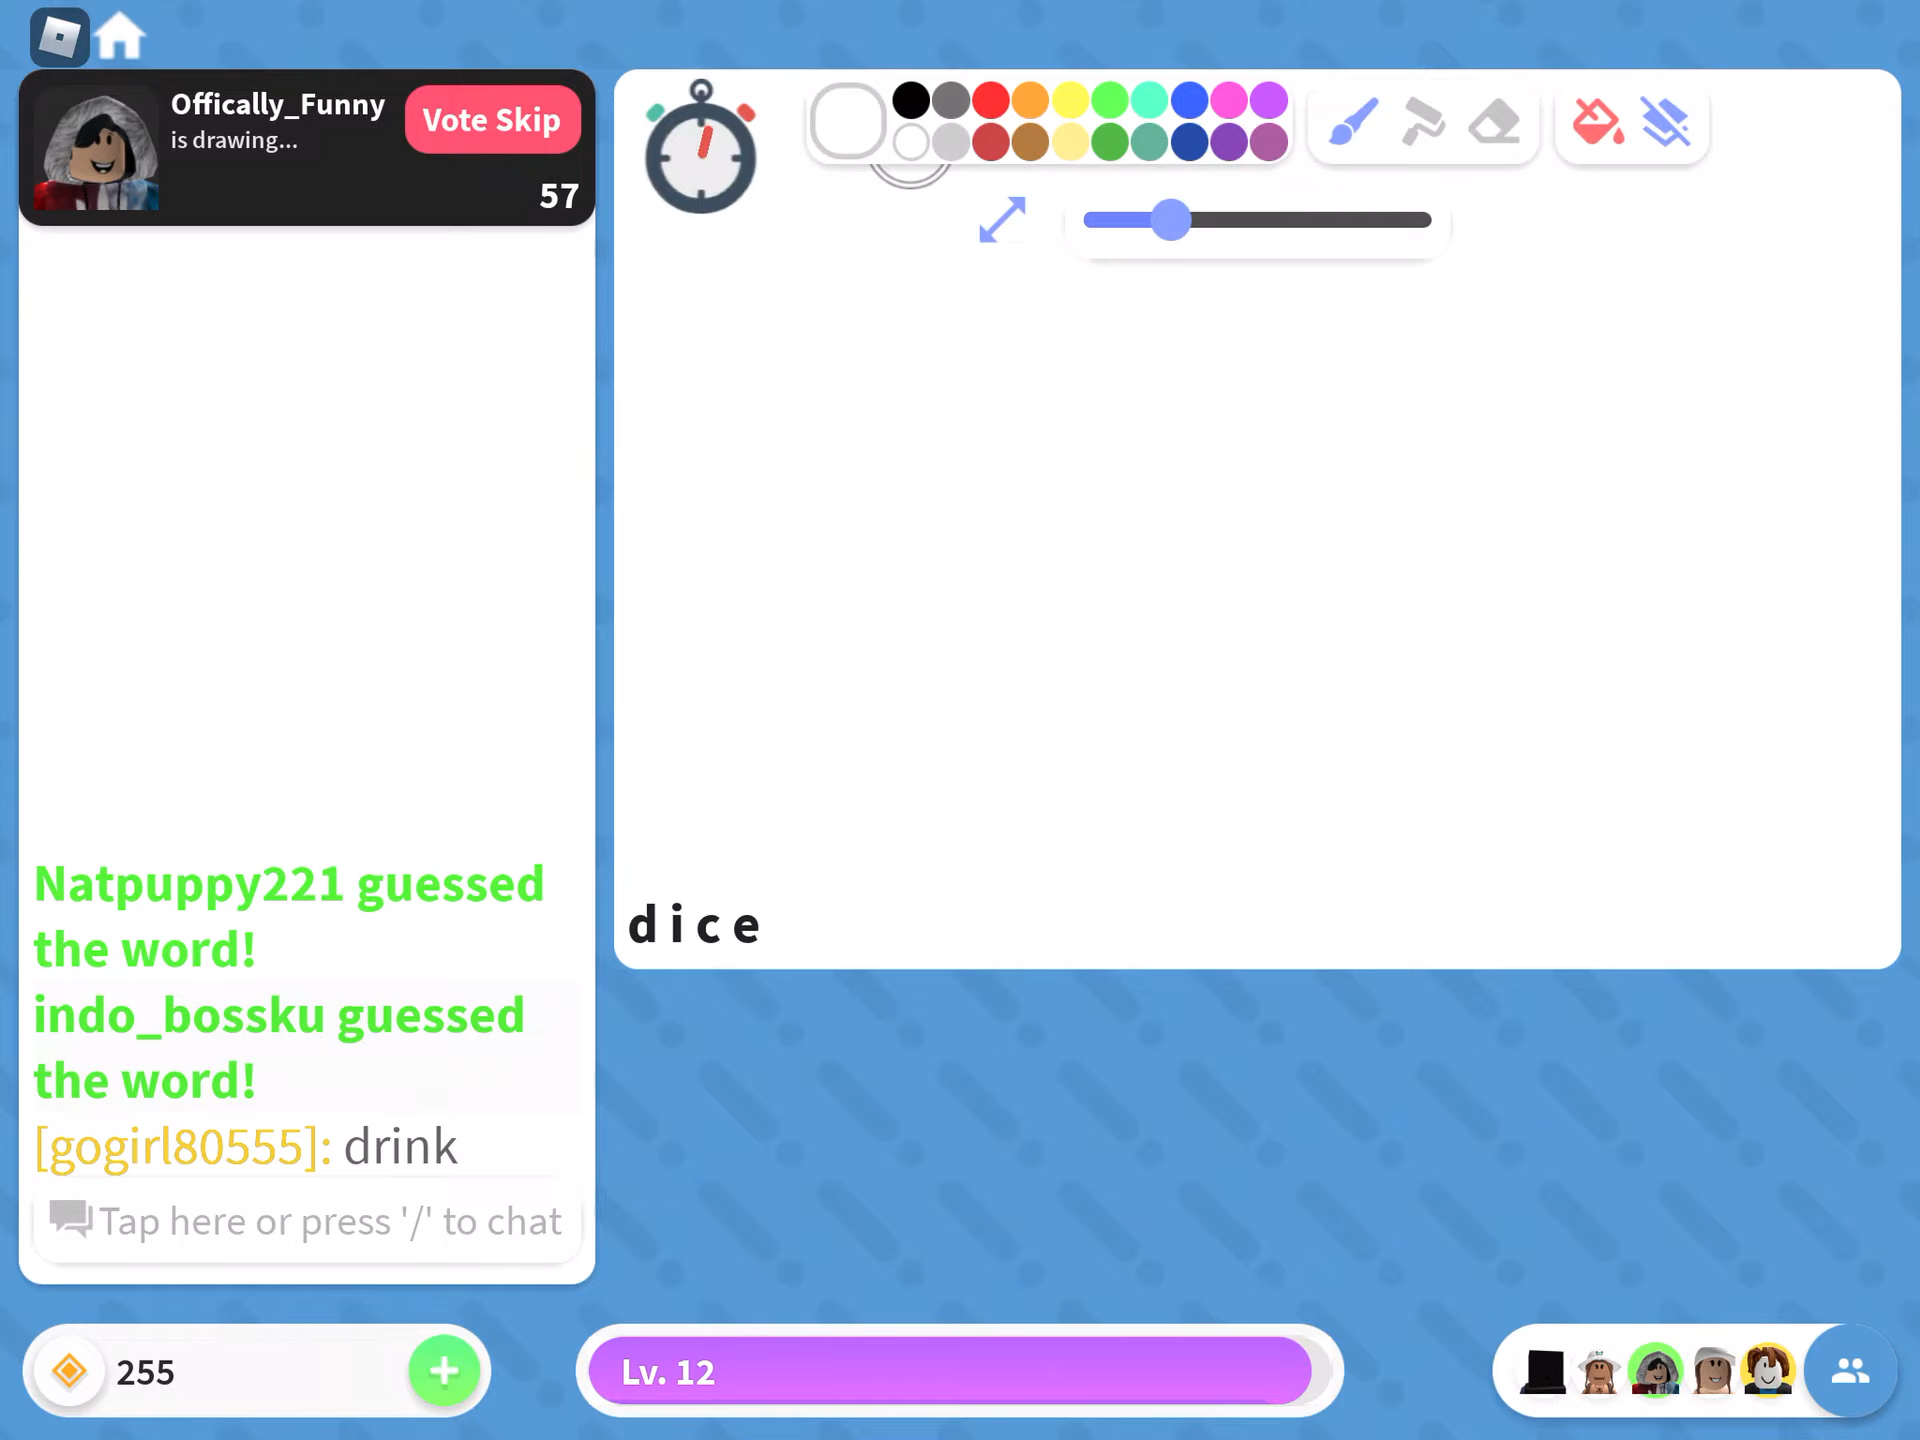 Offically_Funny
is drawing...
Vote Skip
57
d i c e
Natpuppy221 guessed
the word!
indo_bossku guessed
the word!
[gogirl80555]: drink
Tap here or press '/' to chat
255
Lv. 12